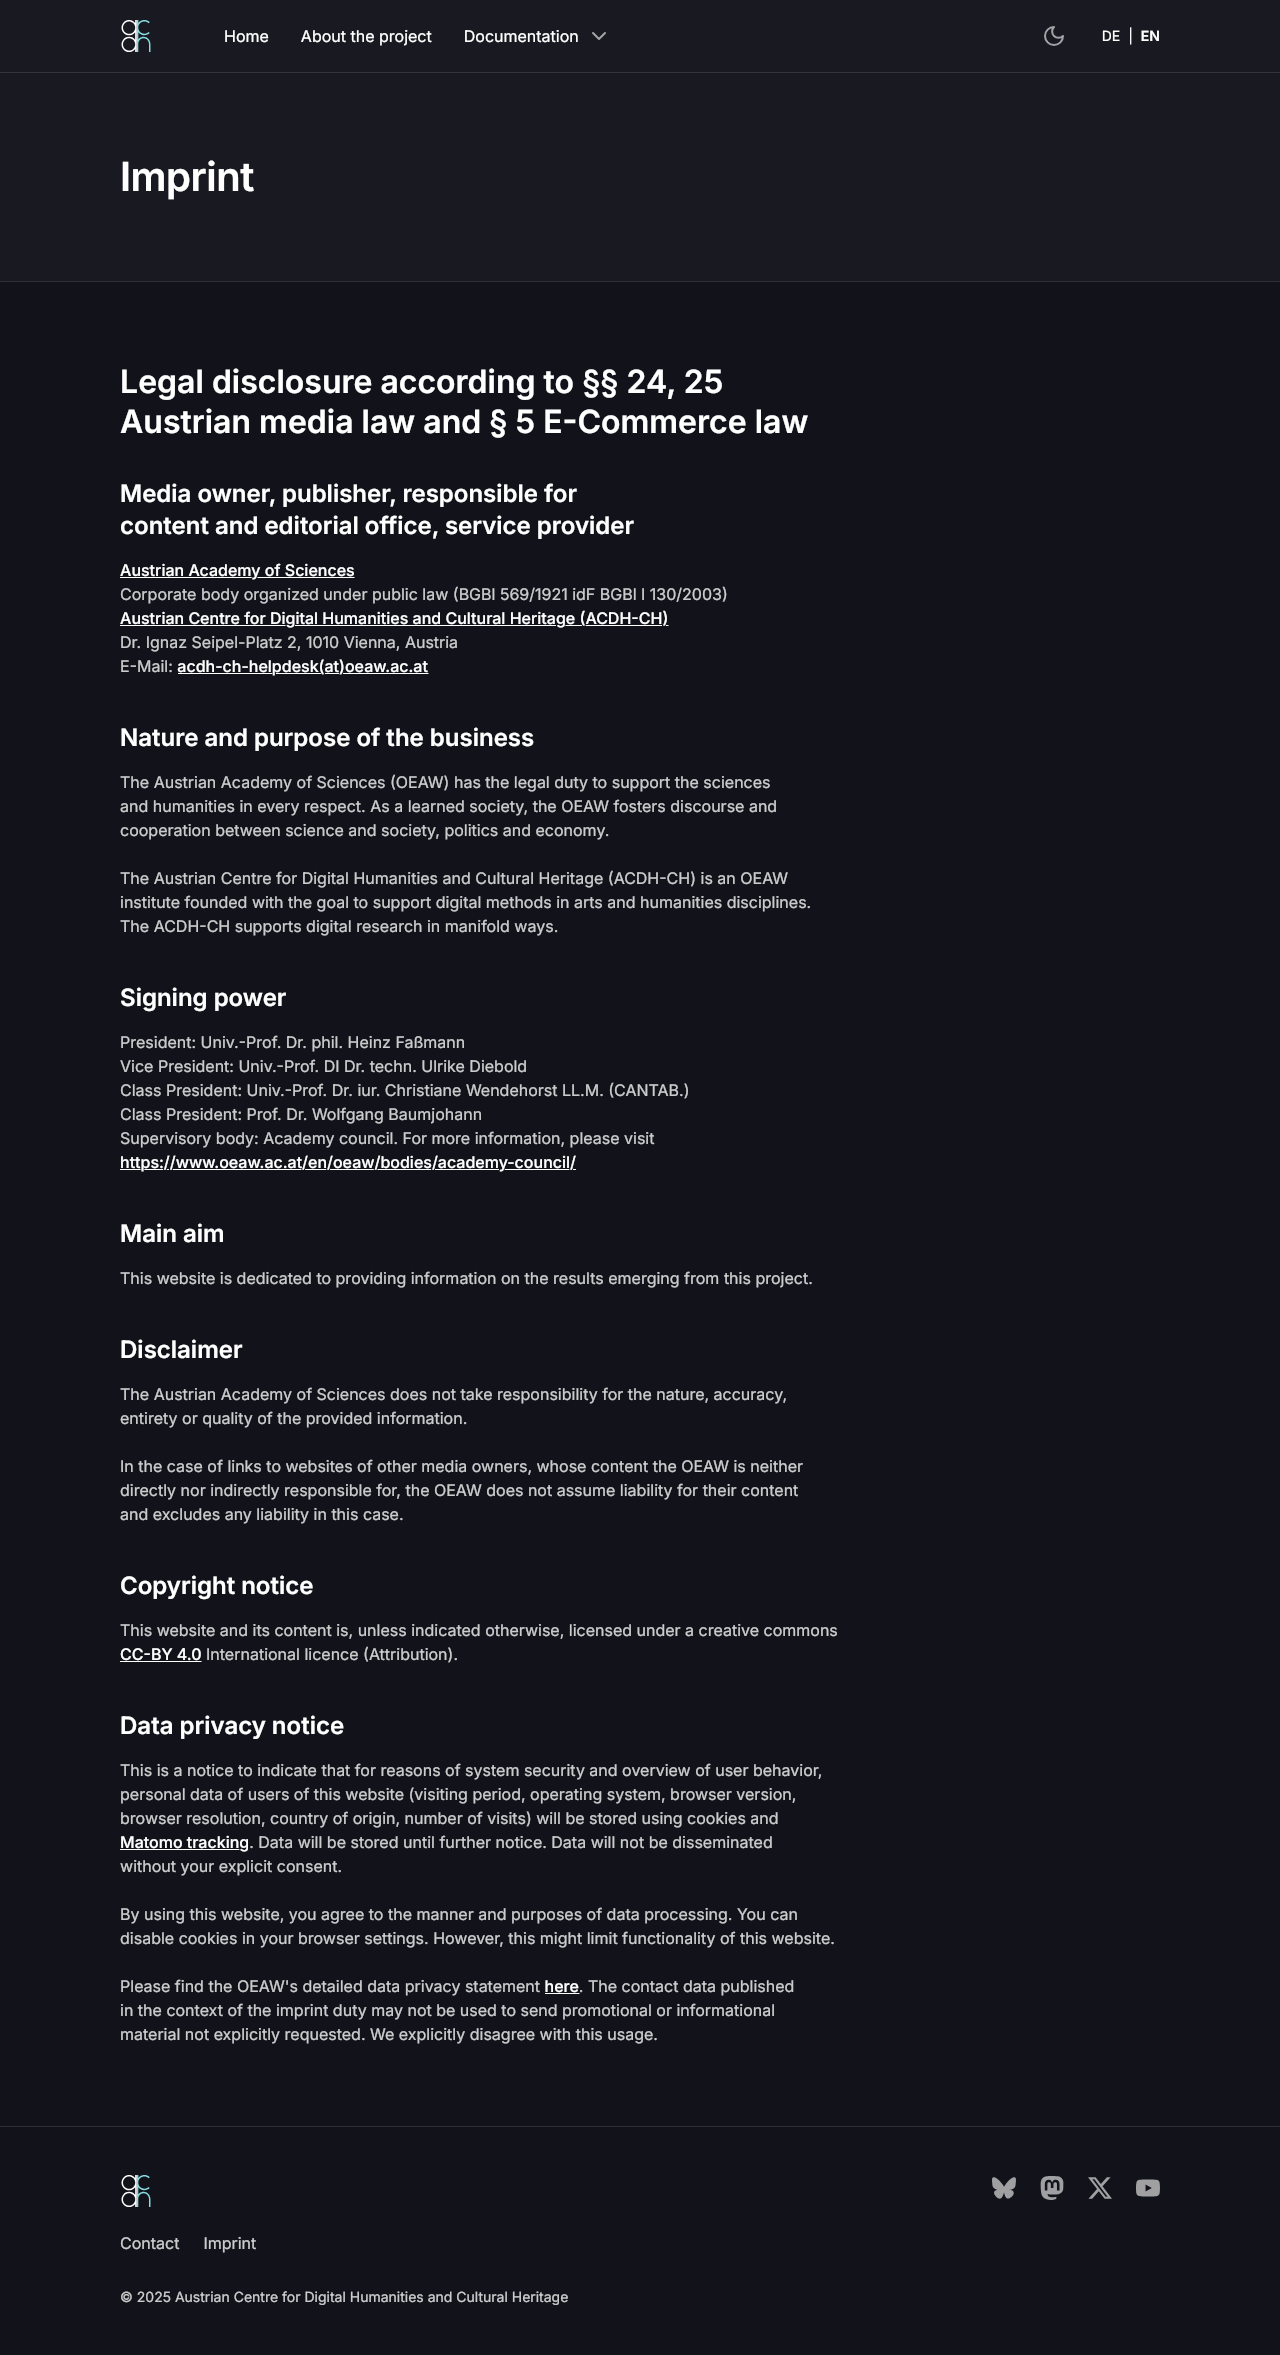 Home About the project Documentation DE | EN
Imprint
Legal disclosure according to §§ 24, 25
Austrian media law and § 5 E-Commerce law
Media owner, publisher, responsible for
content and editorial office, service provider
Austrian Academy of Sciences
Corporate body organized under public law (BGBl 569/1921 idF BGBl I 130/2003)
Austrian Centre for Digital Humanities and Cultural Heritage (ACDH-CH)
Dr. Ignaz Seipel-Platz 2, 1010 Vienna, Austria
E-Mail: acdh-ch-helpdesk(at)oeaw.ac.at
Nature and purpose of the business
The Austrian Academy of Sciences (OEAW) has the legal duty to support the sciences
and humanities in every respect. As a learned society, the OEAW fosters discourse and
cooperation between science and society, politics and economy.
The Austrian Centre for Digital Humanities and Cultural Heritage (ACDH-CH) is an OEAW
institute founded with the goal to support digital methods in arts and humanities disciplines.
The ACDH-CH supports digital research in manifold ways.
Signing power
President: Univ.-Prof. Dr. phil. Heinz Faßmann
Vice President: Univ.-Prof. DI Dr. techn. Ulrike Diebold
Class President: Univ.-Prof. Dr. iur. Christiane Wendehorst LL.M. (CANTAB.)
Class President: Prof. Dr. Wolfgang Baumjohann
Supervisory body: Academy council. For more information, please visit
https://www.oeaw.ac.at/en/oeaw/bodies/academy-council/
Main aim
This website is dedicated to providing information on the results emerging from this project.
Disclaimer
The Austrian Academy of Sciences does not take responsibility for the nature, accuracy,
entirety or quality of the provided information.
In the case of links to websites of other media owners, whose content the OEAW is neither
directly nor indirectly responsible for, the OEAW does not assume liability for their content
and excludes any liability in this case.
Copyright notice
This website and its content is, unless indicated otherwise, licensed under a creative commons
CC-BY 4.0 International licence (Attribution).
Data privacy notice
This is a notice to indicate that for reasons of system security and overview of user behavior,
personal data of users of this website (visiting period, operating system, browser version,
browser resolution, country of origin, number of visits) will be stored using cookies and
Matomo tracking. Data will be stored until further notice. Data will not be disseminated
without your explicit consent.
By using this website, you agree to the manner and purposes of data processing. You can
disable cookies in your browser settings. However, this might limit functionality of this website.
Please find the OEAW's detailed data privacy statement here. The contact data published
in the context of the imprint duty may not be used to send promotional or informational
material not explicitly requested. We explicitly disagree with this usage.
Contact Imprint
© 2025 Austrian Centre for Digital Humanities and Cultural Heritage